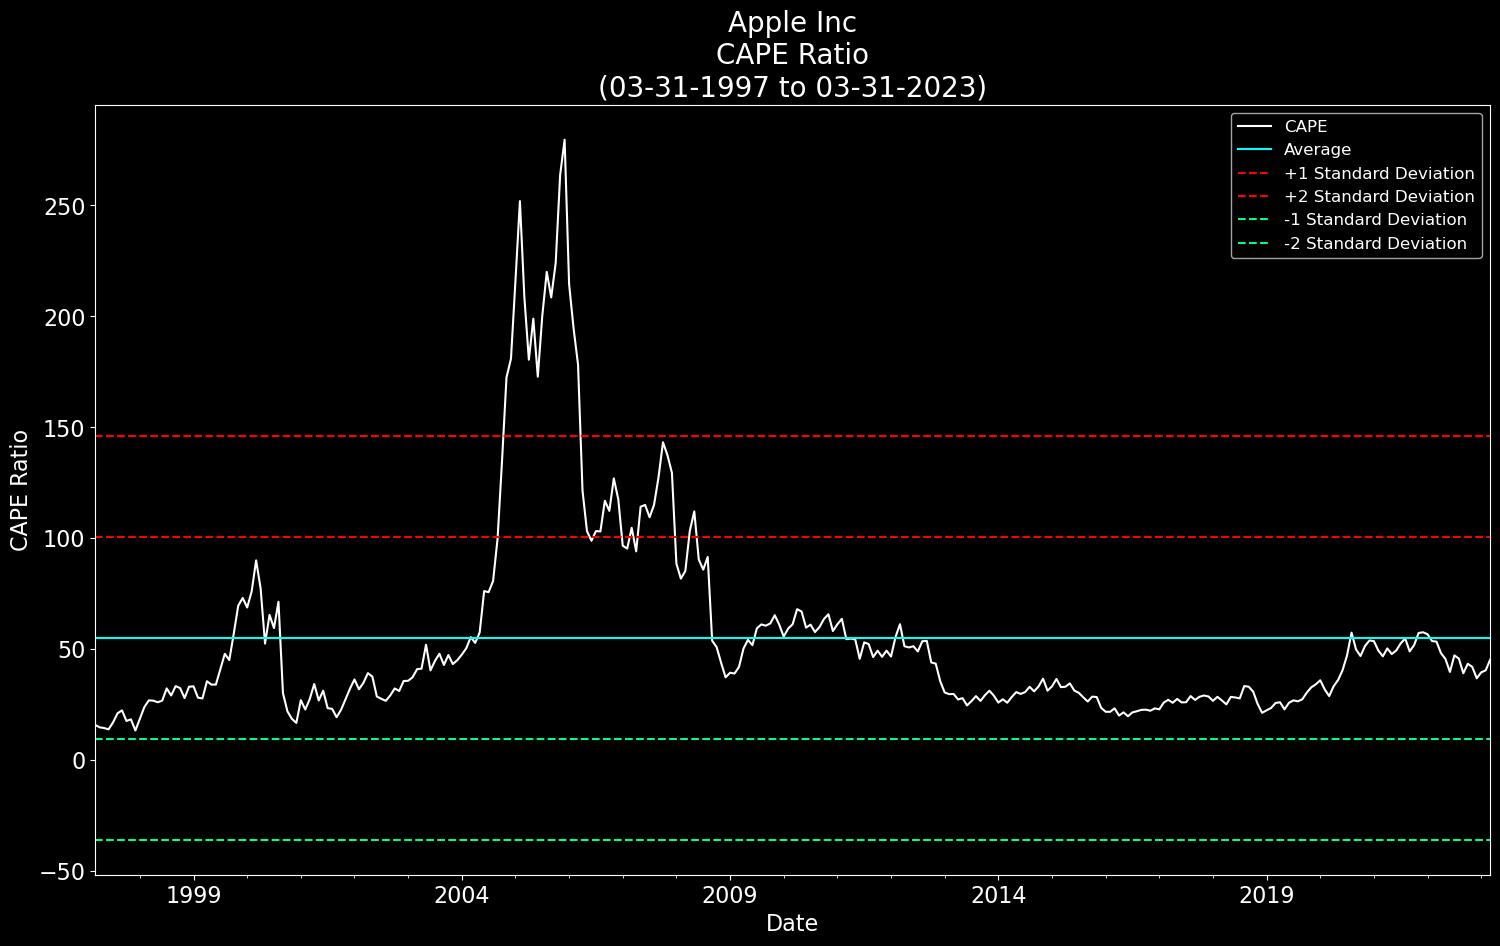 Apple Inc
CAPE Ratio
(03-31-1997 to 03-31-2023)
CAPE
Average
+1 Standard Deviation
+2 Standard Deviation
-1 Standard Deviation
-2 Standard Deviation
CAPE Ratio
250
200
150
100
50
0
−50
1999
2004
2009
2014
2019
Date